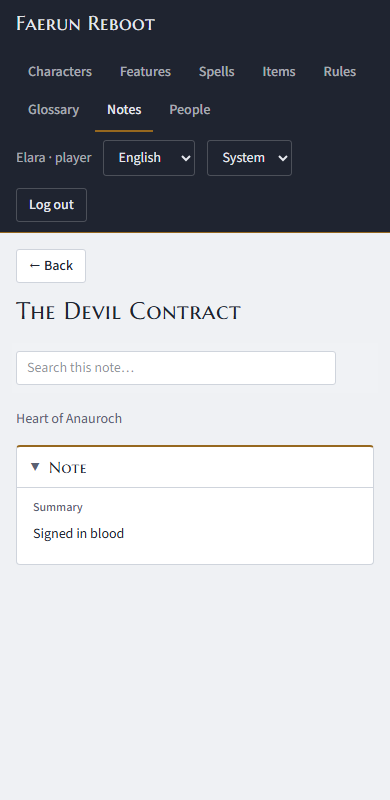 Faerun Reboot
Characters Features Spells Items Rules
Glossary Notes People
Elara · player English System
Log out
← Back
The Devil Contract
Search this note…
Heart of Anauroch
▼ Note
Summary
Signed in blood